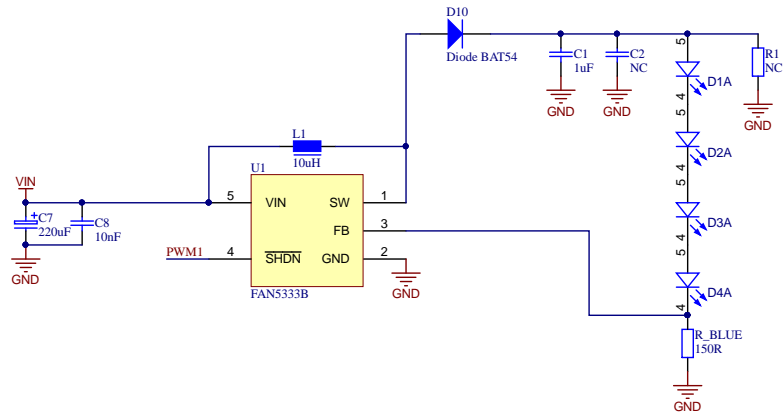 D10
Diode BAT54
C1
1uF
C2
NC
R1
NC
GND
GND
GND
5
D1A
4
5
D2A
4
5
D3A
4
5
D4A
4
L1
10uH
U1
VIN
5
VIN
SW
1
FB
3
PWM1
4
SHDN
GND
2
FAN5333B
GND
C7
220uF
C8
10nF
GND
R_BLUE
150R
GND
+